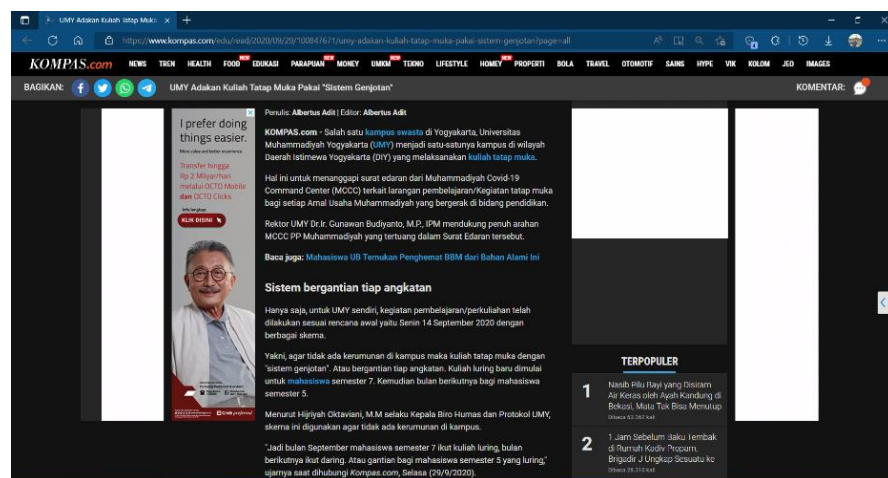 UMY Adakan Kuliah Tatap Muka
https://www.kompas.com/edu/read/2020/09/29/100847671/umy-adakan-kuliah-tatap-muka-pakai-sistem-genjotan?page=all
KOMPAS.com NEWS TREN HEALTH FOOD NEW EDUKASI PARAPUAN NEW MONEY UMKM NEW TEKNO LIFESTYLE HOMEY NEW PROPERTI BOLA TRAVEL OTOMOTIF SAINS HYPE VIK KOLOM JEO IMAGES
BAGIKAN: UMY Adakan Kuliah Tatap Muka Pakai "Sistem Genjotan" KOMENTAR:
I prefer doing
things easier.
Transfer hingga
Rp 2 Milyar/hari
melalui OCTO Mobile
dan OCTO Clicks
KLIK DISINI
Penulis: Albertus Adit | Editor: Albertus Adit
KOMPAS.com - Salah satu kampus swasta di Yogyakarta, Universitas
Muhammadiyah Yogyakarta (UMY) menjadi satu-satunya kampus di wilayah
Daerah Istimewa Yogyakarta (DIY) yang melaksanakan kuliah tatap muka.
Hal ini untuk menanggapi surat edaran dari Muhammadiyah Covid-19
Command Center (MCCC) terkait larangan pembelajaran/Kegiatan tatap muka
bagi setiap Amal Usaha Muhammadiyah yang bergerak di bidang pendidikan.
Rektor UMY Dr.Ir. Gunawan Budiyanto, M.P., IPM mendukung penuh arahan
MCCC PP Muhammadiyah yang tertuang dalam Surat Edaran tersebut.
Baca juga: Mahasiswa UB Temukan Penghemat BBM dari Bahan Alami Ini
Sistem bergantian tiap angkatan
Hanya saja, untuk UMY sendiri, kegiatan pembelajaran/perkuliahan telah
dilakukan sesuai rencana awal yaitu Senin 14 September 2020 dengan
berbagai skema.
Yakni, agar tidak ada kerumunan di kampus maka kuliah tatap muka dengan
"sistem genjotan". Atau bergantian tiap angkatan. Kuliah luring baru dimulai
untuk mahasiswa semester 7. Kemudian bulan berikutnya bagi mahasiswa
semester 5.
Menurut Hijriyah Oktaviani, M.M selaku Kepala Biro Humas dan Protokol UMY,
skema ini digunakan agar tidak ada kerumunan di kampus.
"Jadi bulan September mahasiswa semester 7 ikut kuliah luring, bulan
berikutnya ikut daring. Atau gantian bagi mahasiswa semester 5 yang luring,"
ujarnya saat dihubungi Kompas.com, Selasa (29/9/2020).
TERPOPULER
1 Nasib Pilu Bayi yang Disiram
Air Keras oleh Ayah Kandung di
Bekasi, Mata Tak Bisa Menutup
Dibaca 63.362 kali
2 1 Jam Sebelum Baku Tembak
di Rumah Kadiv Propam,
Brigadir J Ungkap Sesuatu ke